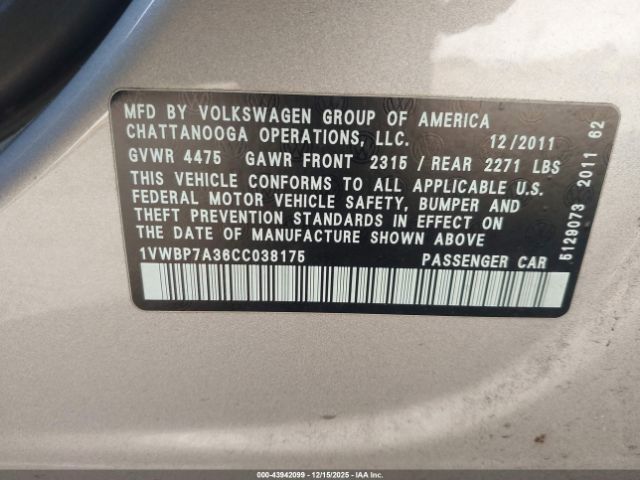 MFD BY VOLKSWAGEN GROUP OF AMERICA
CHATTANOOGA OPERATIONS, LLC. 12/2011
GVWR 4475 GAWR FRONT 2315 / REAR 2271 LBS
THIS VEHICLE CONFORMS TO ALL APPLICABLE U.S.
FEDERAL MOTOR VEHICLE SAFETY, BUMPER AND
THEFT PREVENTION STANDARDS IN EFFECT ON
THE DATE OF MANUFACTURE SHOWN ABOVE
1VWBP7A36CC038175 PASSENGER CAR
5129073 2011 62
000-43942099 - 12/15/2025 - IAA, Inc.